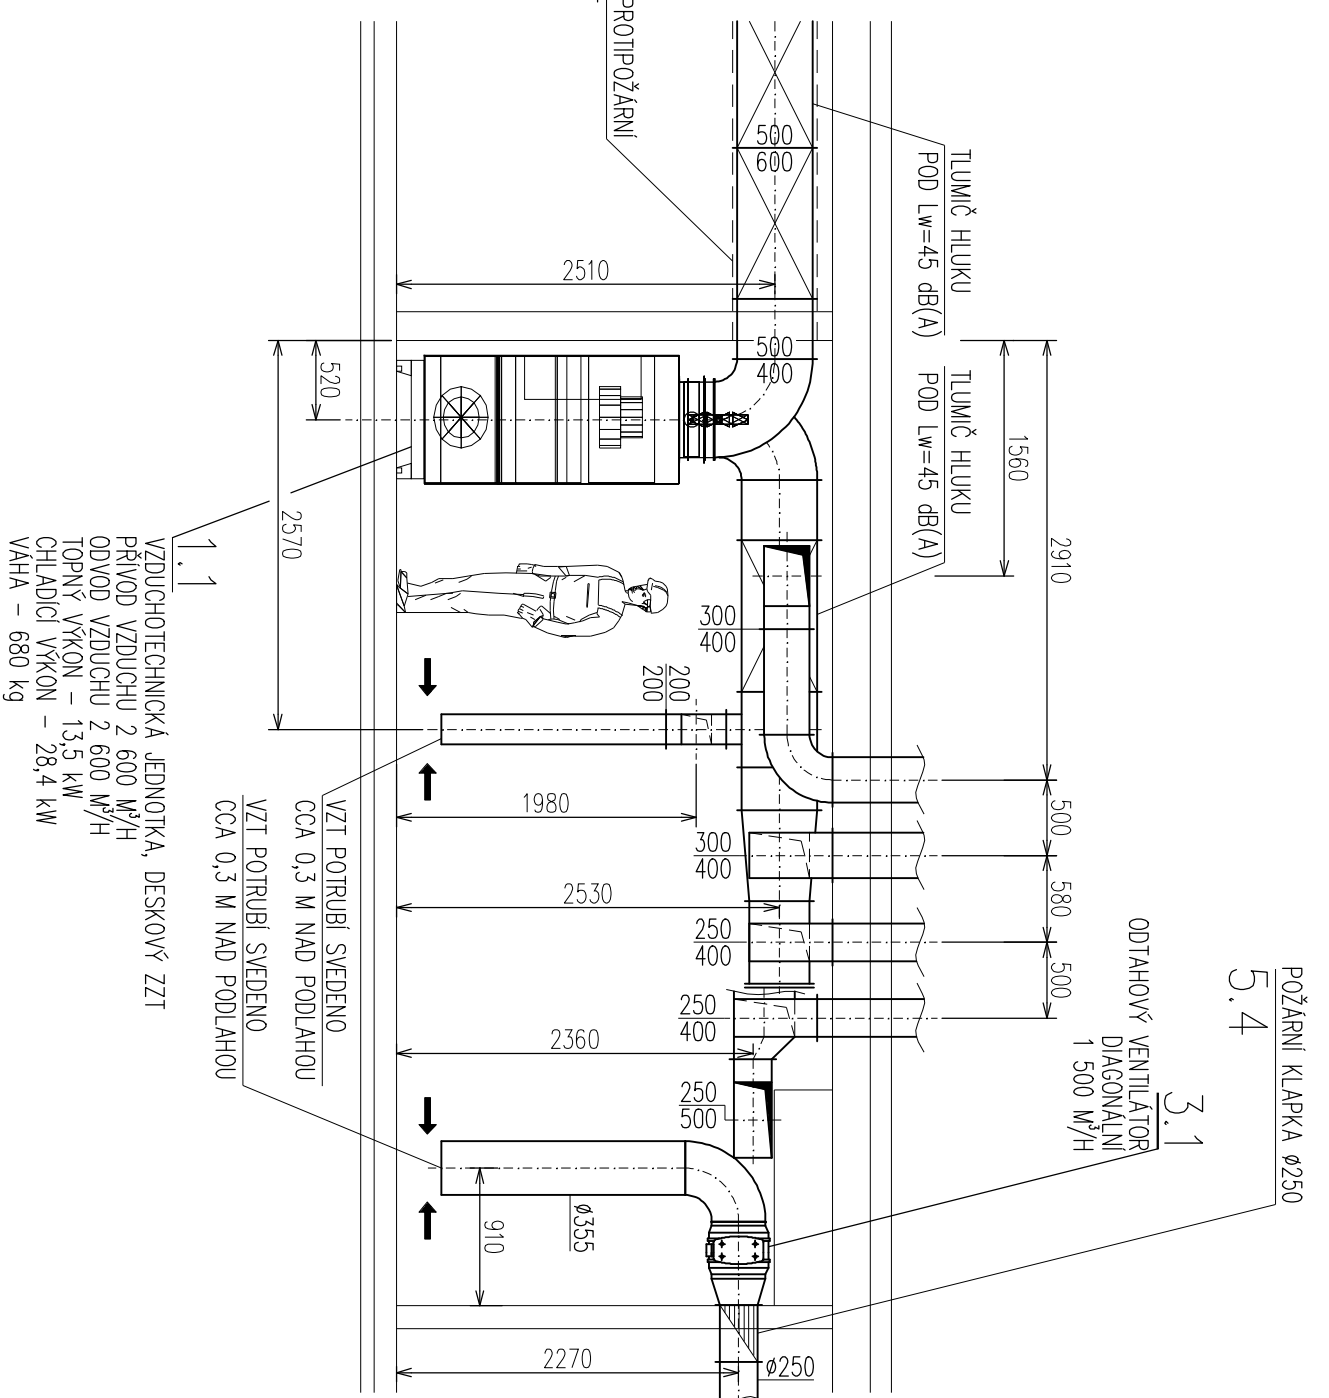 PROTIPOŽÁRNÍ
TLUMIČ HLUKU
POD Lw=45 dB(A)
TLUMIČ HLUKU
POD Lw=45 dB(A)
500
600
2510
500
400
520
2570
1560
2910
300
400
200
200
1980
300
400
500
580
500
2530
250
400
250
400
2360
250
500
910
ø355
2270
ø250
1.1
VZDUCHOTECHNICKÁ JEDNOTKA, DESKOVÝ ZZT
PŘÍVOD VZDUCHU 2 600 M³/H
ODVOD VZDUCHU 2 600 M³/H
TOPNÝ VÝKON - 13,5 kW
CHLADÍCÍ VÝKON - 28,4 kW
VÁHA - 680 kg
VZT POTRUBÍ SVEDENO
CCA 0,3 M NAD PODLAHOU
VZT POTRUBÍ SVEDENO
CCA 0,3 M NAD PODLAHOU
3.1
ODTAHOVÝ VENTILÁTOR
DIAGONÁLNÍ
1 500 M³/H
POŽÁRNÍ KLAPKA ø250
5.4